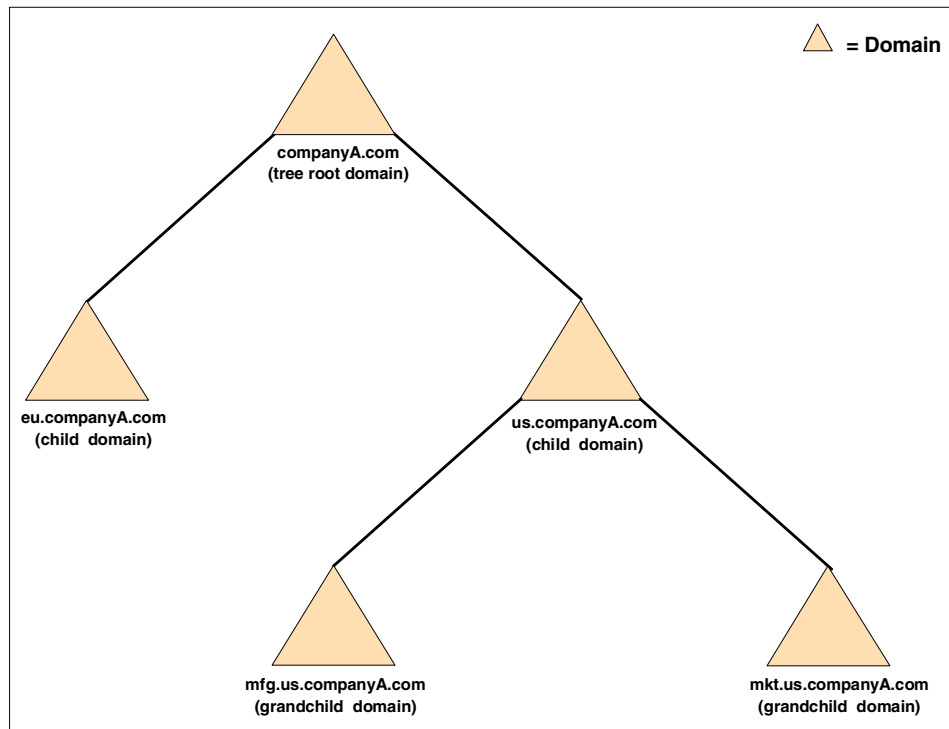 = Domain
companyA.com
(tree root domain)
eu.companyA.com
(child domain)
us.companyA.com
(child domain)
mfg.us.companyA.com
(grandchild domain)
mkt.us.companyA.com
(grandchild domain)